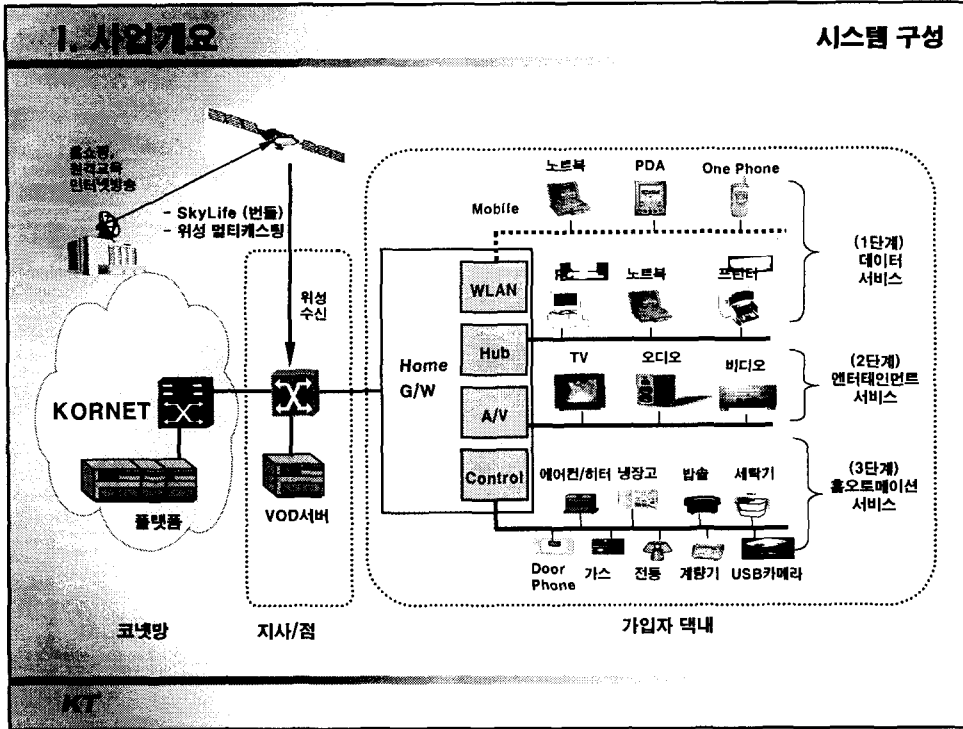 I. 사업개요
시스템 구성
홈쇼핑,
원격교육
인터넷방송
- SkyLife (번들)
- 위성 멀티캐스팅
위성
수신
KORNET
플랫폼
VOD서버
코넷망
지사/점
Home
G/W
WLAN
Hub
A/V
Control
Mobile
노트북
PDA
One Phone
PC
노트북
프린터
(1단계)
데이터
서비스
TV
오디오
비디오
(2단계)
엔터테인먼트
서비스
에어컨/히터
냉장고
밥솥
세탁기
(3단계)
홈오토메이션
서비스
Door
Phone
가스
전등
계량기
USB카메라
가입자 댁내
KT